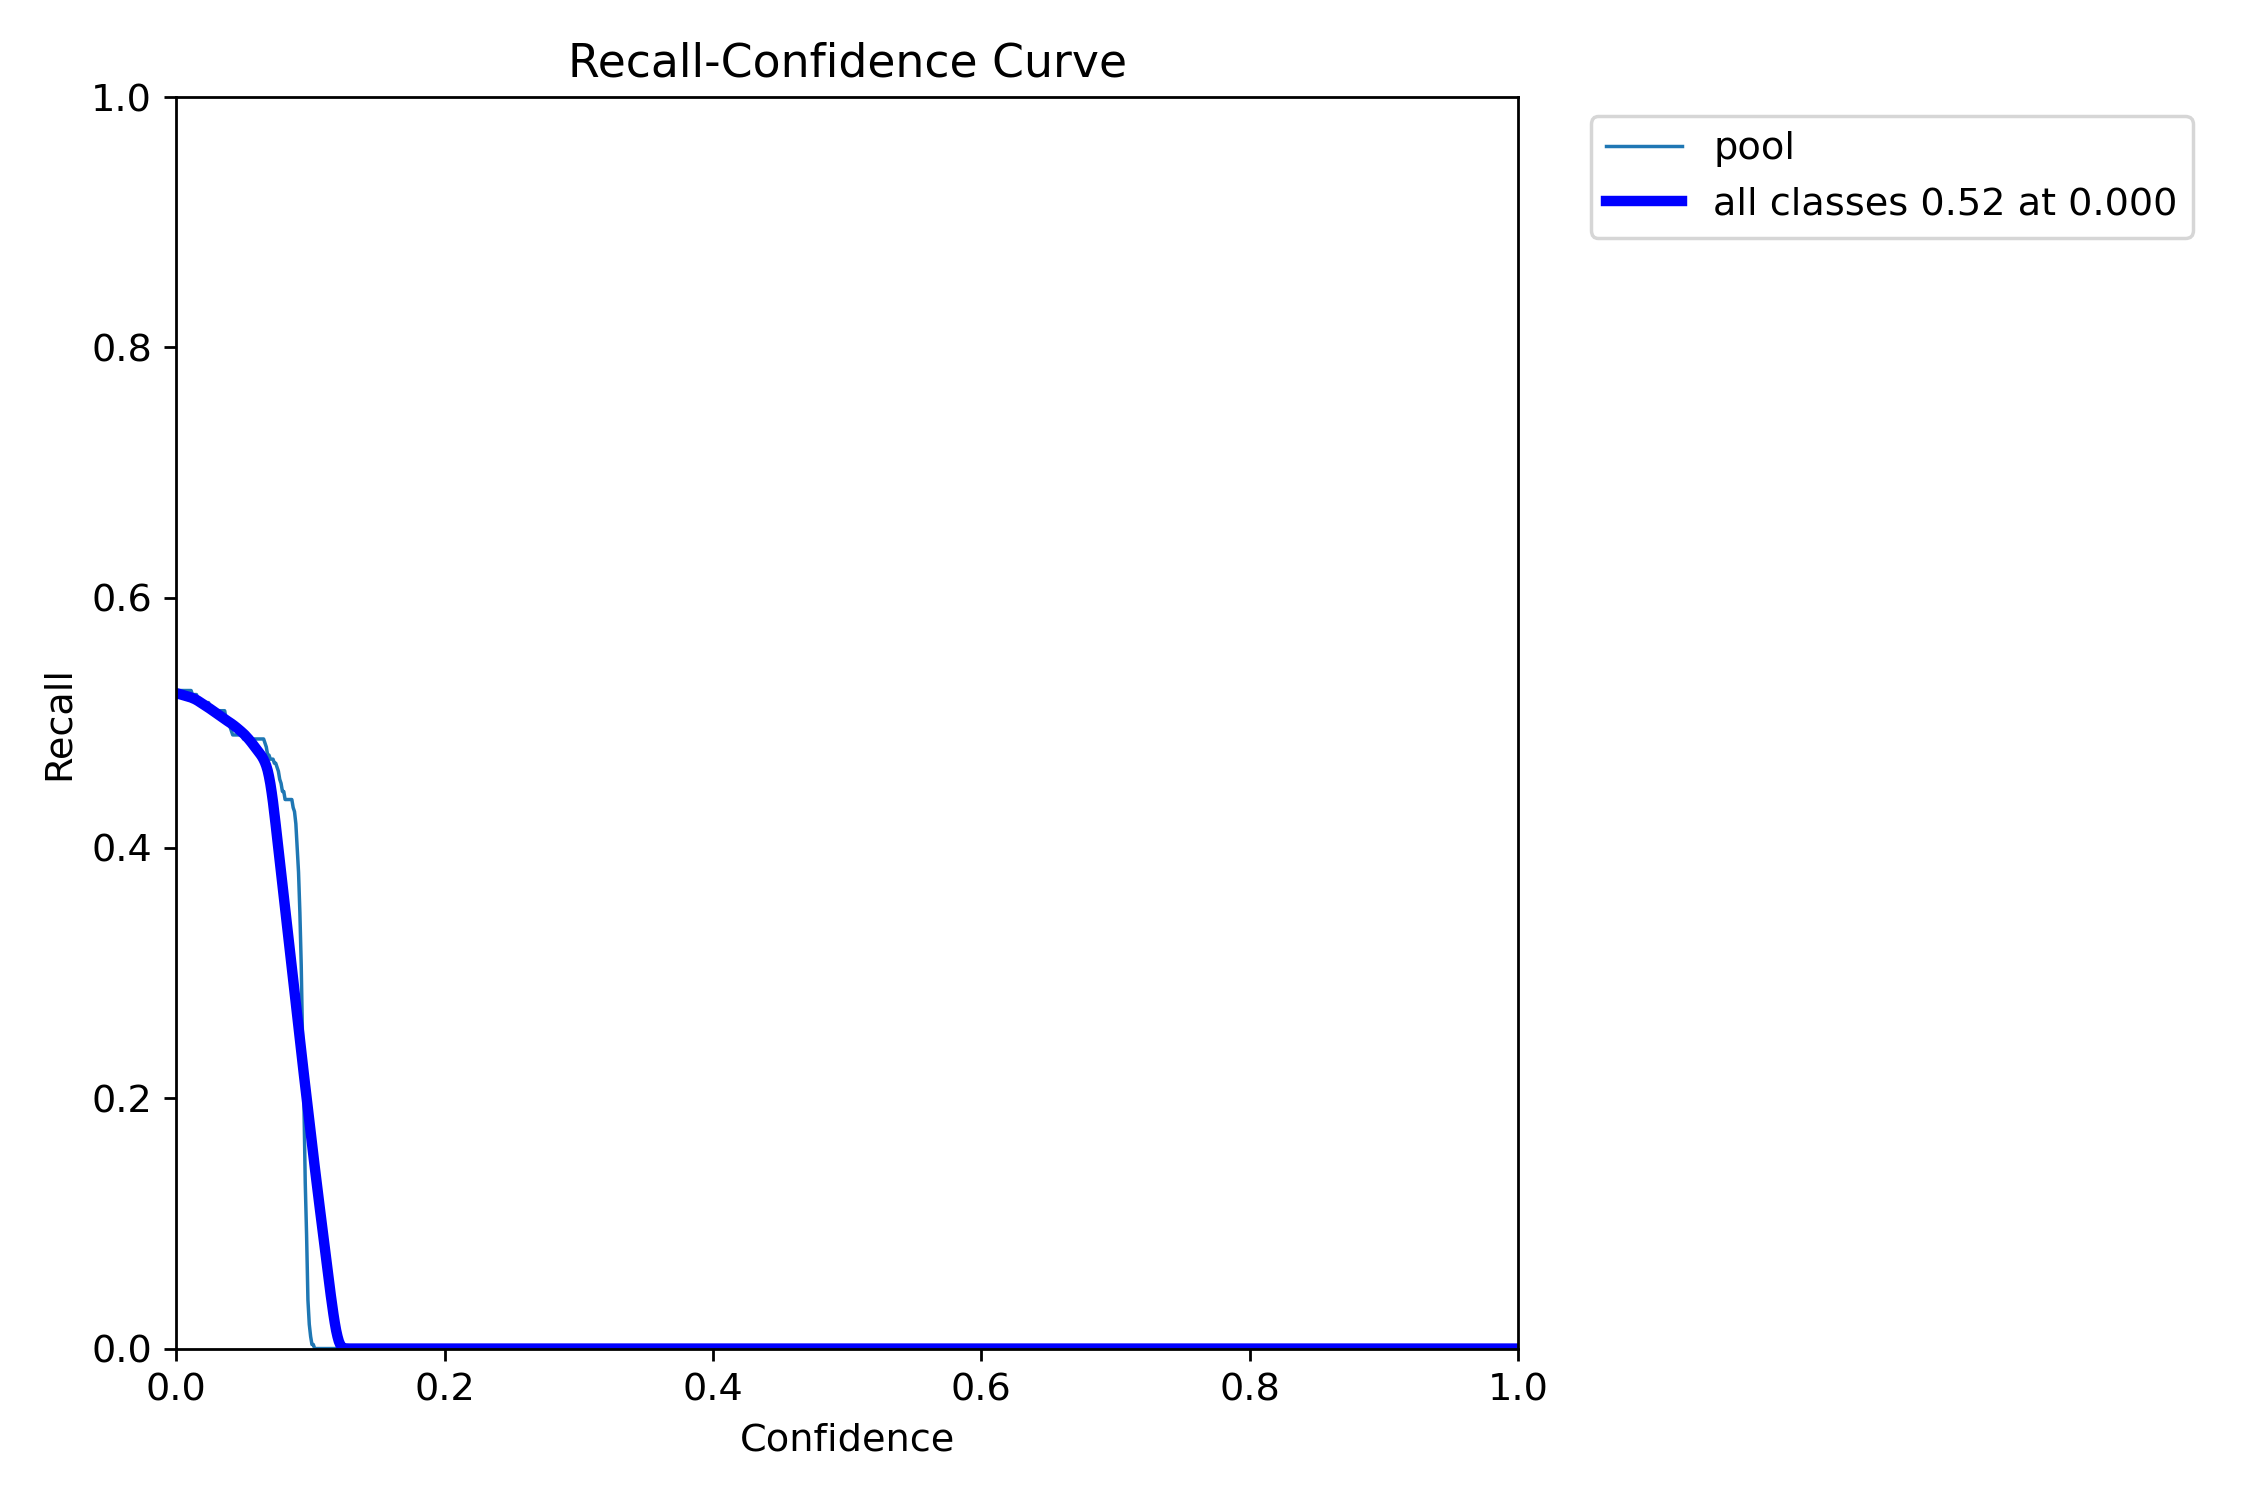 Recall-Confidence Curve
1.0
0.8
0.6
0.4
0.2
0.0
Recall
0.0 0.2 0.4 0.6 0.8 1.0
Confidence
pool
all classes 0.52 at 0.000